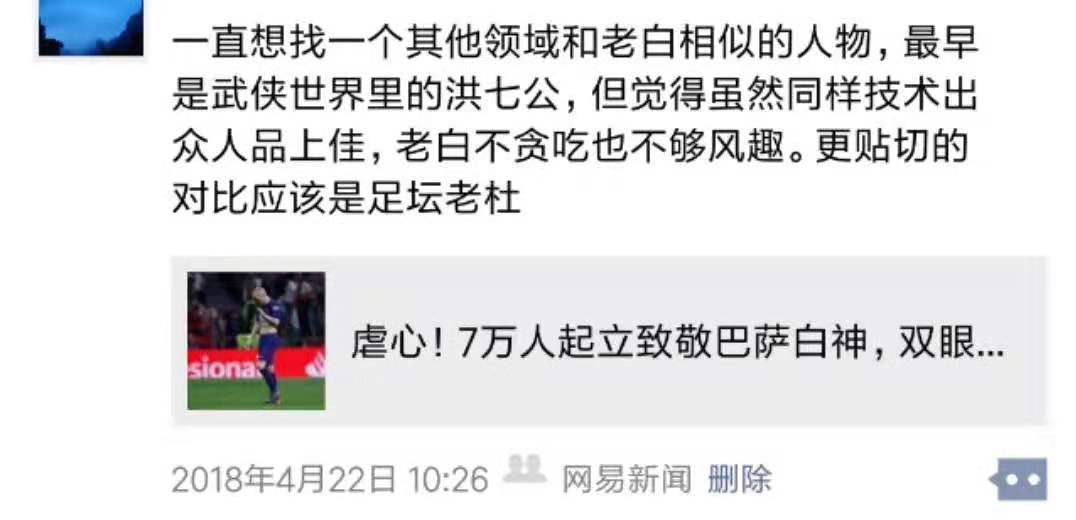 一直想找一个其他领域和老白相似的人物，最早
是武侠世界里的洪七公，但觉得虽然同样技术出
众人品上佳，老白不贪吃也不够风趣。更贴切的
对比应该是足坛老杜
sional
虐心！7万人起立致敬巴萨白神，双眼...
2018年4月22日 10:26 网易新闻 删除